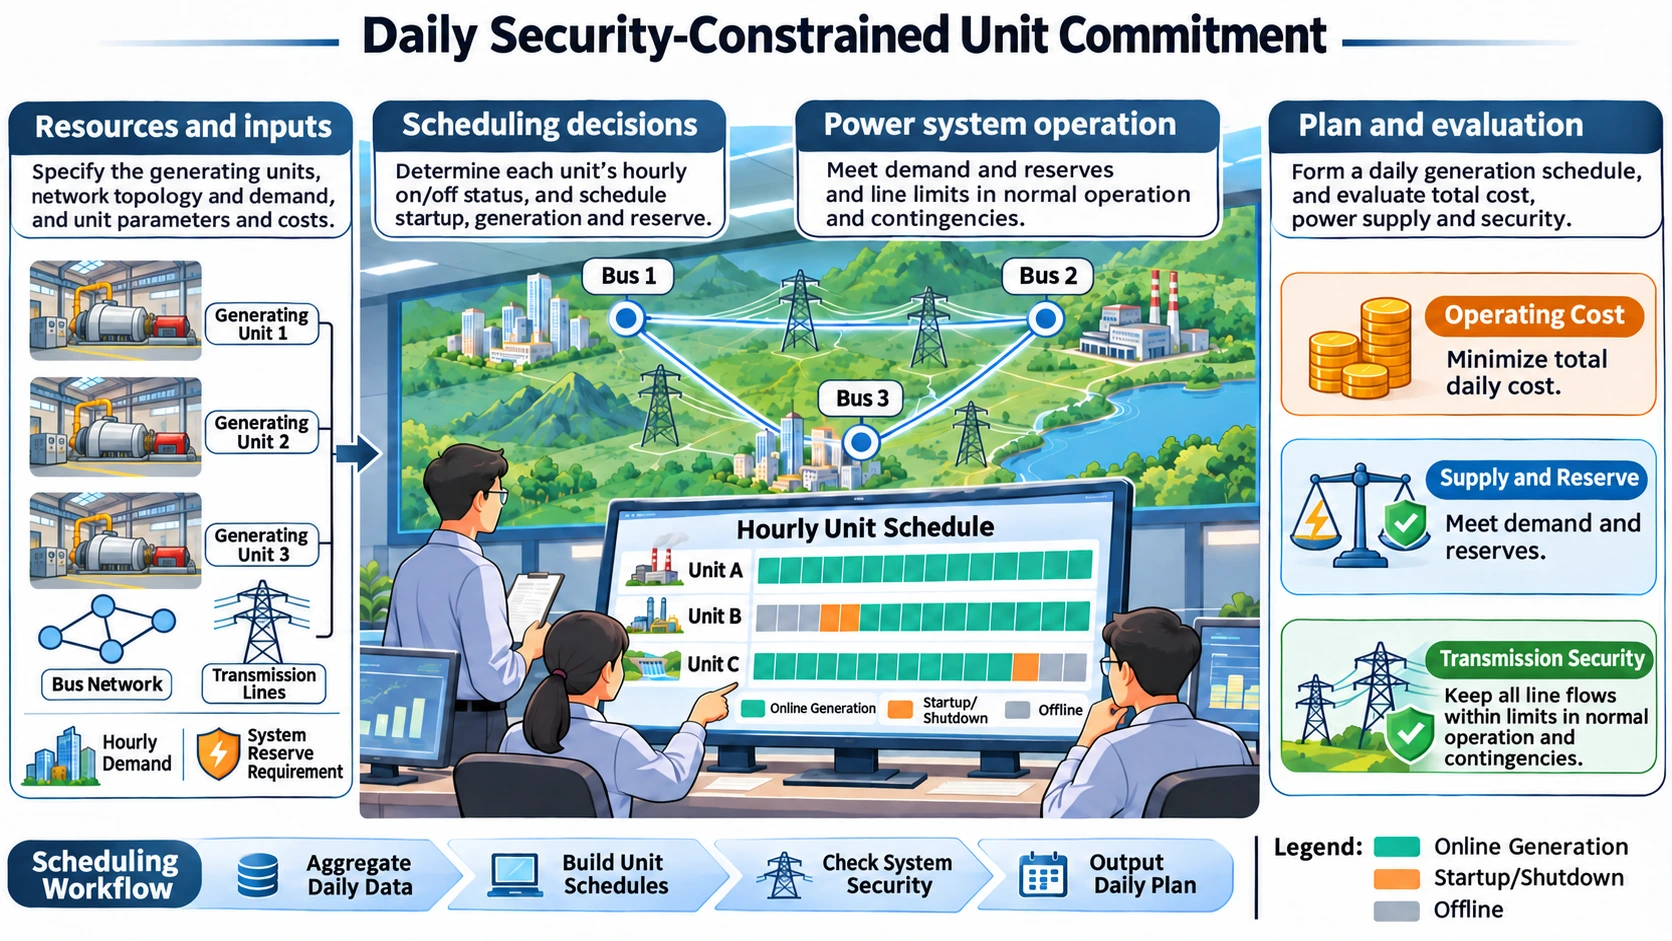 Daily Security-Constrained Unit Commitment
Resources and inputs
Specify the generating units,
network topology and demand,
and unit parameters and costs.
Generating
Unit 1
Generating
Unit 2
Generating
Unit 3
Bus Network
Transmission
Lines
Hourly
Demand
System
Reserve
Requirement
Scheduling decisions
Determine each unit's hourly
on/off status, and schedule
startup, generation and reserve.
Power system operation
Meet demand and reserves
and line limits in normal operation
and contingencies.
Bus 1
Bus 2
Bus 3
Hourly Unit Schedule
Unit A
Unit B
Unit C
Online Generation
Startup/
Shutdown
Offline
Plan and evaluation
Form a daily generation schedule,
and evaluate total cost,
power supply and security.
Operating Cost
Minimize total
daily cost.
Supply and Reserve
Meet demand and
reserves.
Transmission Security
Keep all line flows
within limits in normal
operation and
contingencies.
Scheduling
Workflow
Aggregate
Daily Data
Build Unit
Schedules
Check System
Security
Output
Daily Plan
Legend:
Online Generation
Startup/Shutdown
Offline